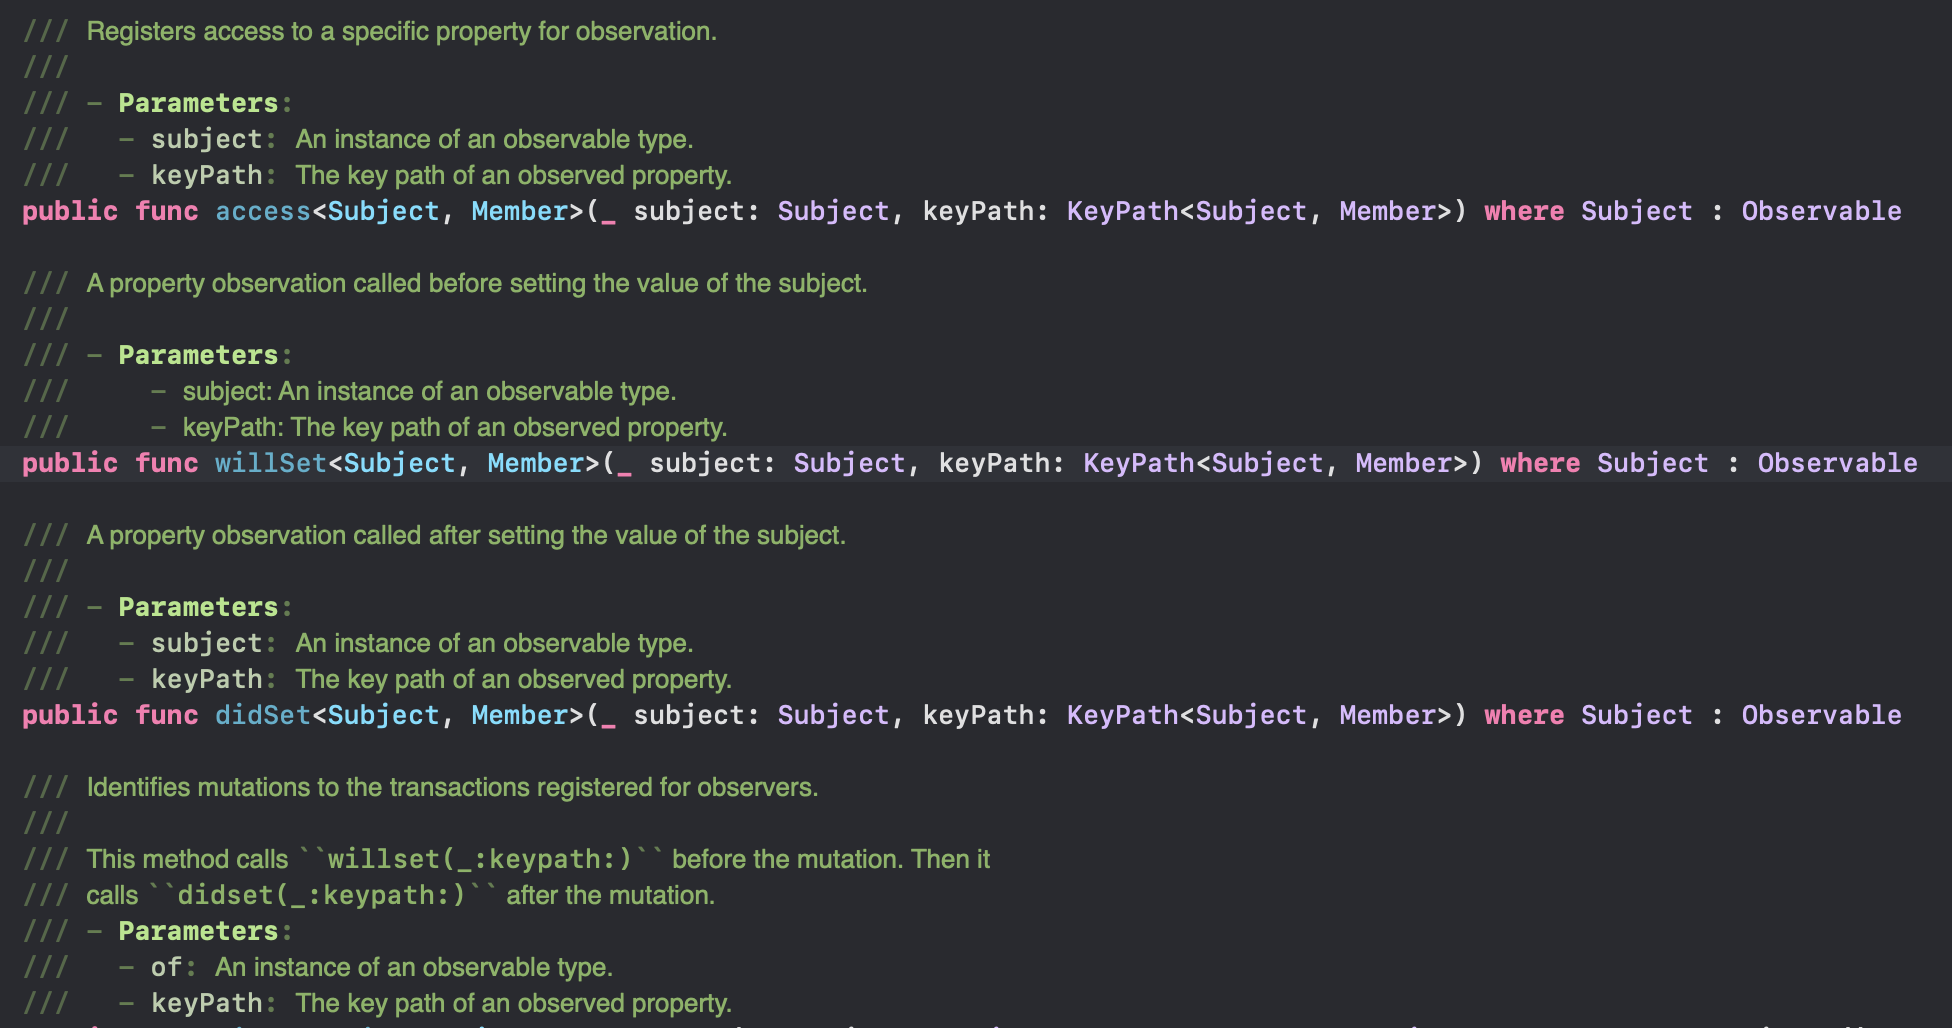 /// Registers access to a specific property for observation.
///
/// - Parameters:
///   - subject: An instance of an observable type.
///   - keyPath: The key path of an observed property.
public func access<Subject, Member>(_ subject: Subject, keyPath: KeyPath<Subject, Member>) where Subject : Observable
/// A property observation called before setting the value of the subject.
///
/// - Parameters:
///     - subject: An instance of an observable type.
///     - keyPath: The key path of an observed property.
public func willSet<Subject, Member>(_ subject: Subject, keyPath: KeyPath<Subject, Member>) where Subject : Observable
/// A property observation called after setting the value of the subject.
///
/// - Parameters:
///   - subject: An instance of an observable type.
///   - keyPath: The key path of an observed property.
public func didSet<Subject, Member>(_ subject: Subject, keyPath: KeyPath<Subject, Member>) where Subject : Observable
/// Identifies mutations to the transactions registered for observers.
///
/// This method calls ``willset(_:keypath:)`` before the mutation. Then it
/// calls ``didset(_:keypath:)`` after the mutation.
/// - Parameters:
///   - of: An instance of an observable type.
///   - keyPath: The key path of an observed property.